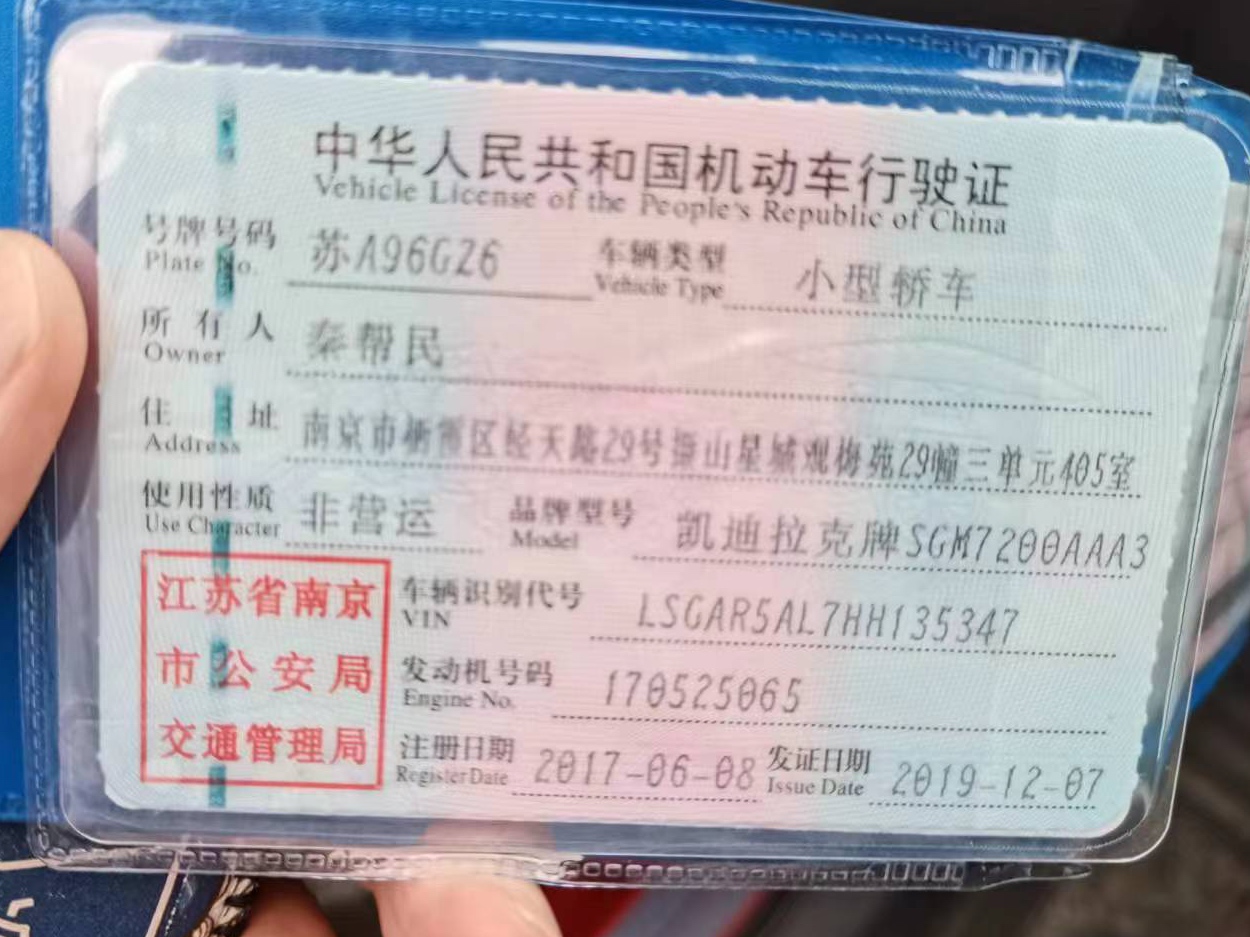 中华人民共和国机动车行驶证
Vehicle License of the People's Republic of China
号牌号码 苏A96GZ6 车辆类型 小型轿车
Plate No. Vehicle Type
所有人 秦帮民
Owner
住址 南京市栖霞区经天路29号摄山星城观梅苑29幢三单元405室
Address
使用性质 非营运 品牌型号 凯迪拉克牌SGM7200AAA3
Use Character Model
江苏省南京
市公安局
交通管理局
车辆识别代号 LSGAR5AL7HH135347
VIN
发动机号码 170525065
Engine No.
注册日期 2017-06-08 发证日期 2019-12-07
Register Date Issue Date